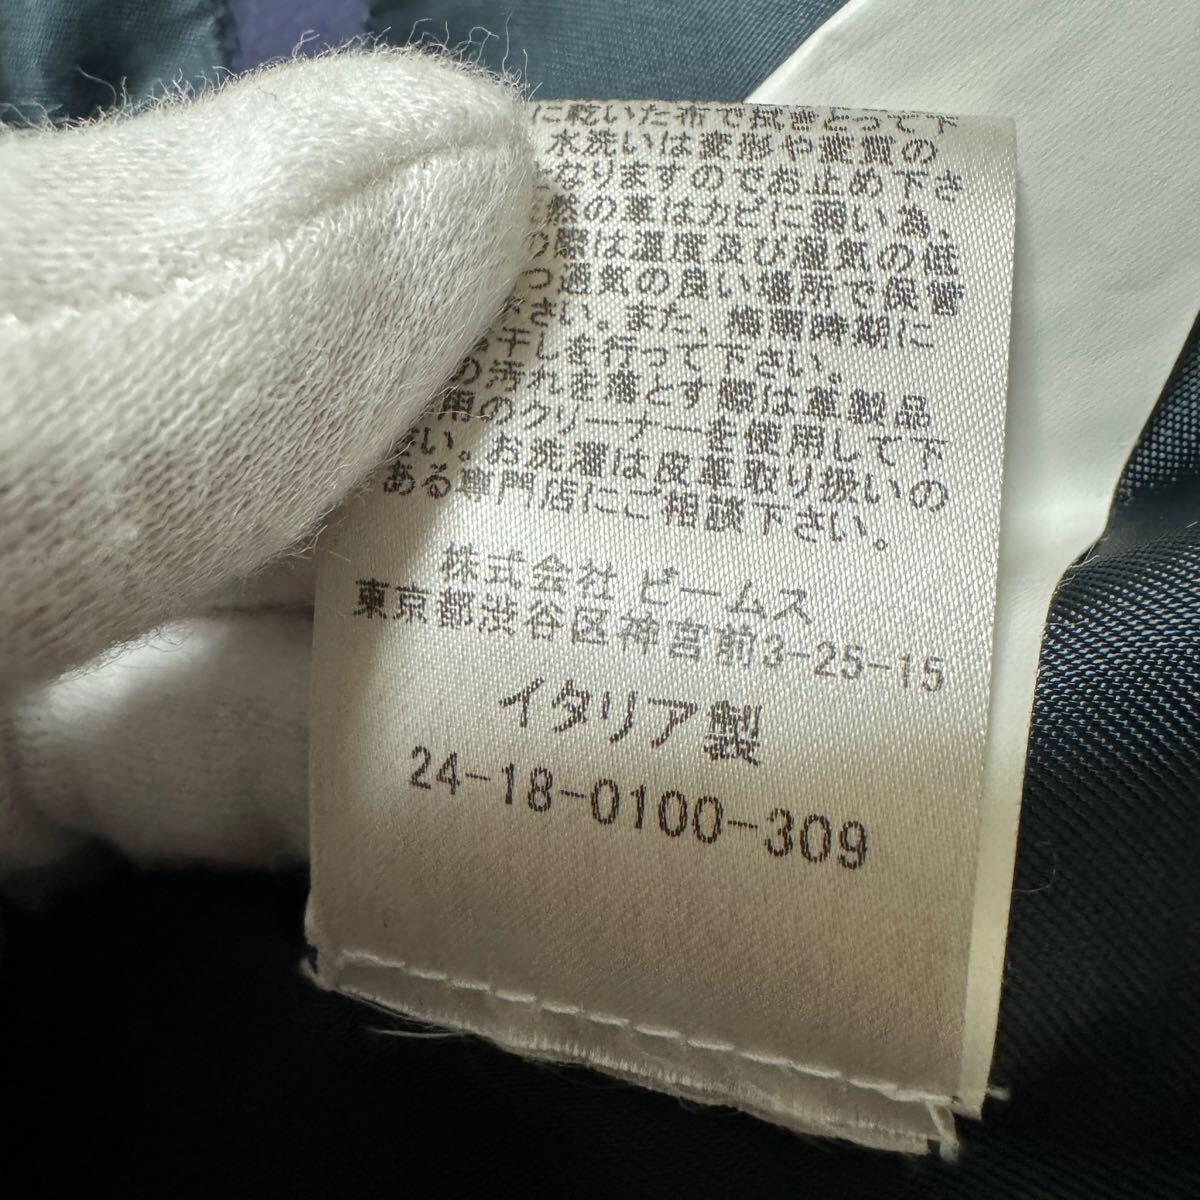 に乾いた布で拭きとって下
水洗いは変形や変質の
なりますのでお止め下さ
然の革はカビに弱い為、
の際は温度及び湿気の低
つ通気の良い場所で保管
さい。また、梅雨時期に
干しを行って下さい。
の汚れを落とす際は革製品
用のクリーナーを使用して下
い。お洗濯は皮革取り扱いの
ある専門店にご相談下さい。
株式会社 ビームス
東京都渋谷区神宮前3-25-15
イタリア製
24-18-0100-309